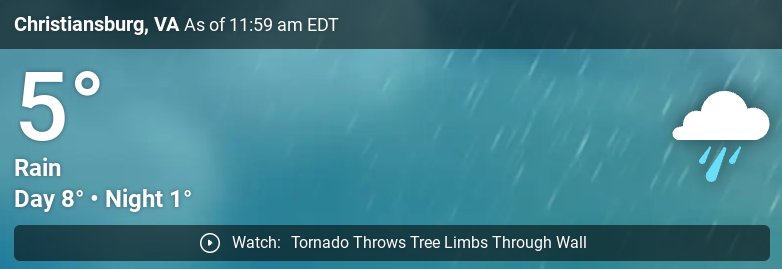 Christiansburg, VA As of 11:59 am EDT
5°
Rain
Day 8° • Night 1°
Watch: Tornado Throws Tree Limbs Through Wall